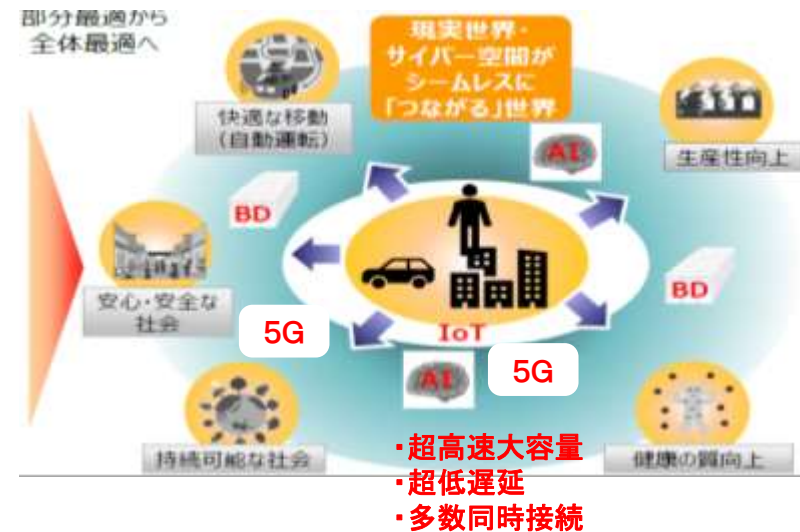 部分最適から
全体最適へ
現実世界・
サイバー空間が
シームレスに
「つながる」世界
快適な移動
(自動運転)
AI
生産性向上
BD
安心・安全な
社会
BD
5G
IoT
5G
AI
持続可能な社会
健康の質向上
・超高速大容量
・超低遅延
・多数同時接続